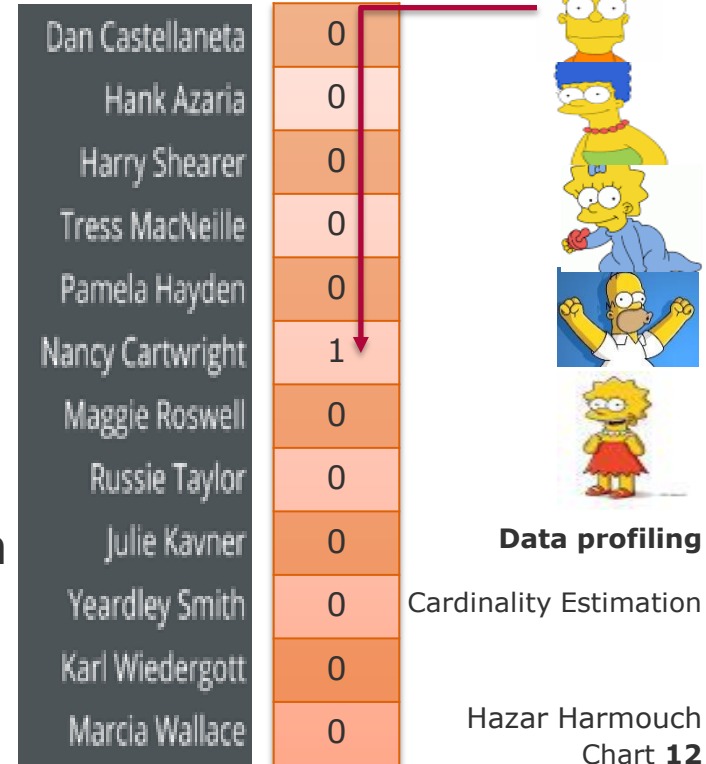 Dan Castellaneta 0
Hank Azaria 0
Harry Shearer 0
Tress MacNeille 0
Pamela Hayden 0
Nancy Cartwright 1
Maggie Roswell 0
Russie Taylor 0
Julie Kavner 0
Yeardley Smith 0
Karl Wiedergott 0
Marcia Wallace 0
Data profiling
Cardinality Estimation
Hazar Harmouch
Chart 12